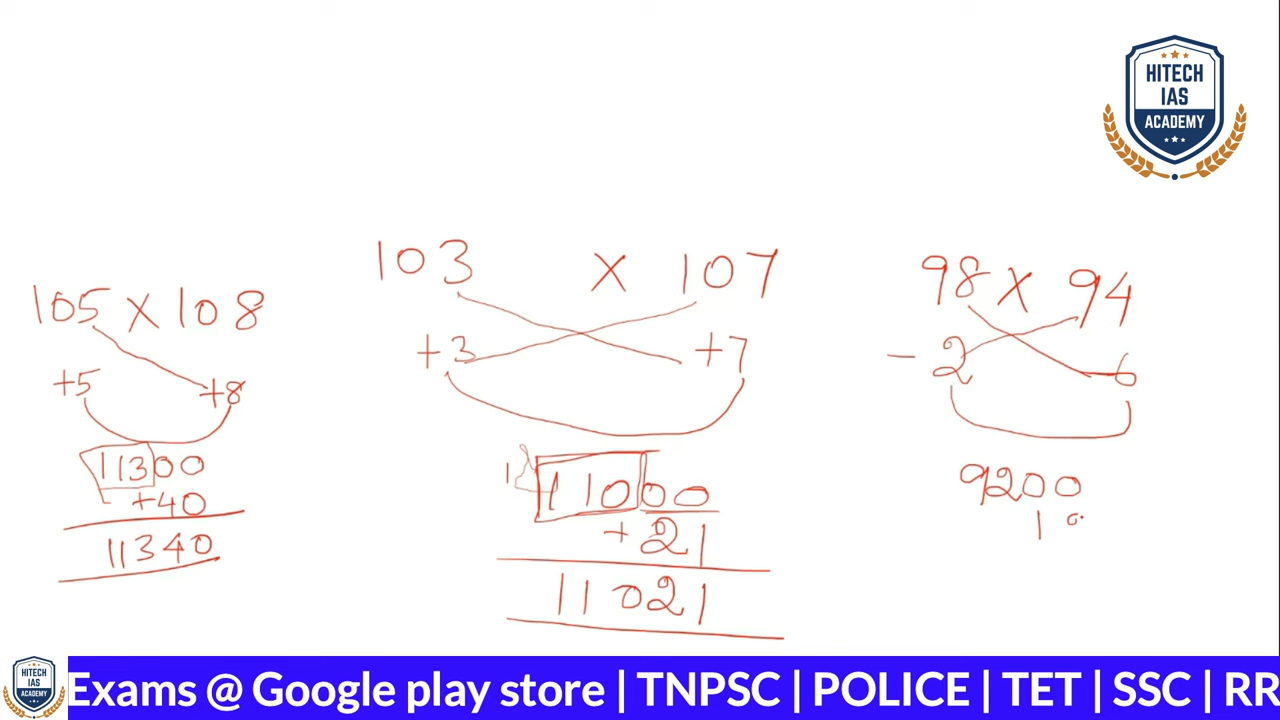 HITECH
IAS
ACADEMY
105 X 108
+5 +8
11300
+40
11340
103 X 107
+3 +7
11000
+21
11021
98 X 94
-2 -6
9200
1
HITECH
IAS
ACADEMY
Exams @ Google play store | TNPSC | POLICE | TET | SSC | RR